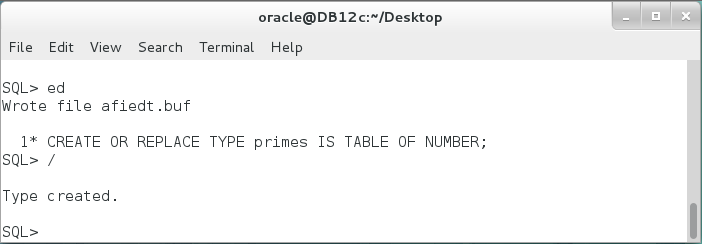 oracle@DB12c:~/Desktop
File Edit View Search Terminal Help
SQL> ed
Wrote file afiedt.buf
1* CREATE OR REPLACE TYPE primes IS TABLE OF NUMBER;
SQL> /
Type created.
SQL>